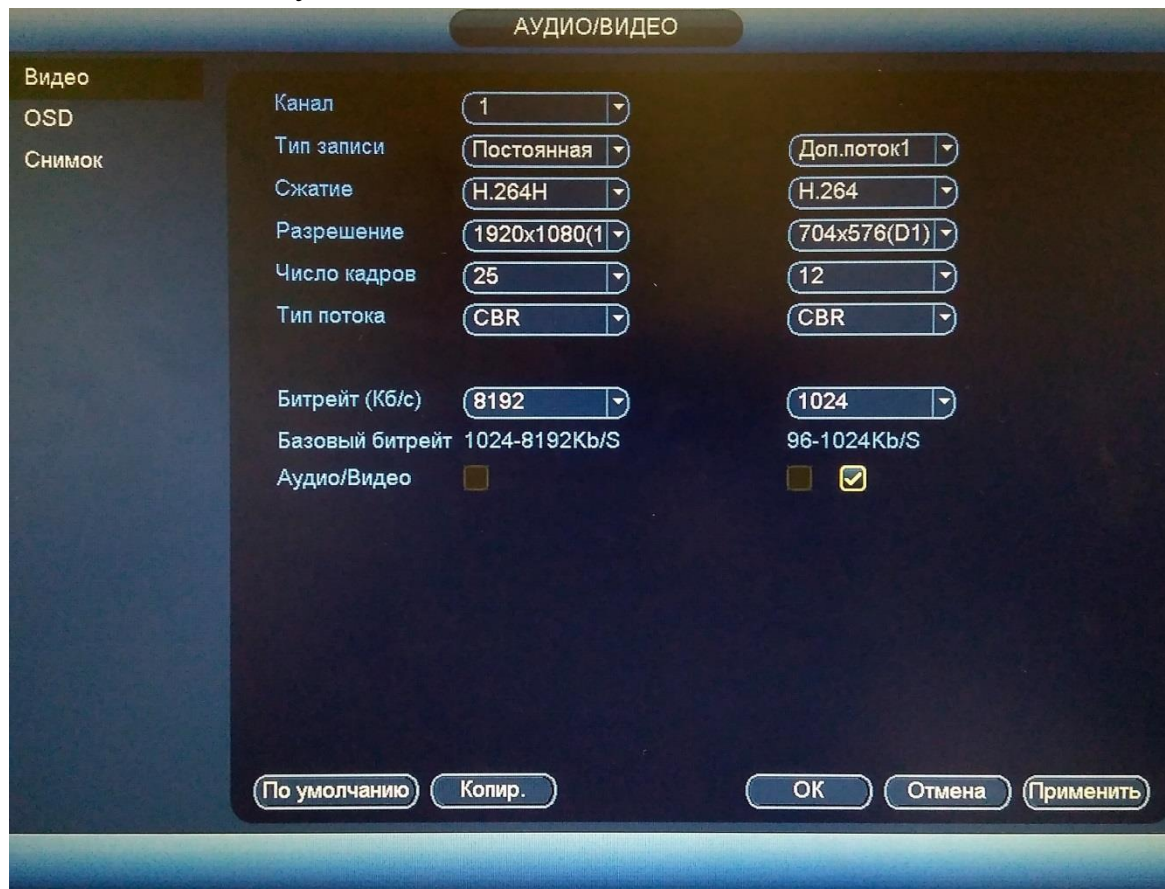 АУДИО/ВИДЕО
Видео
OSD
Снимок
Канал 1
Тип записи Постоянная Доп.поток1
Сжатие H.264H H.264
Разрешение 1920x1080(1 704x576(D1)
Число кадров 25 12
Тип потока CBR CBR
Битрейт (Кб/с) 8192 1024
Базовый битрейт 1024-8192Kb/S 96-1024Kb/S
Аудио/Видео
По умолчанию Копир. ОК Отмена Применить